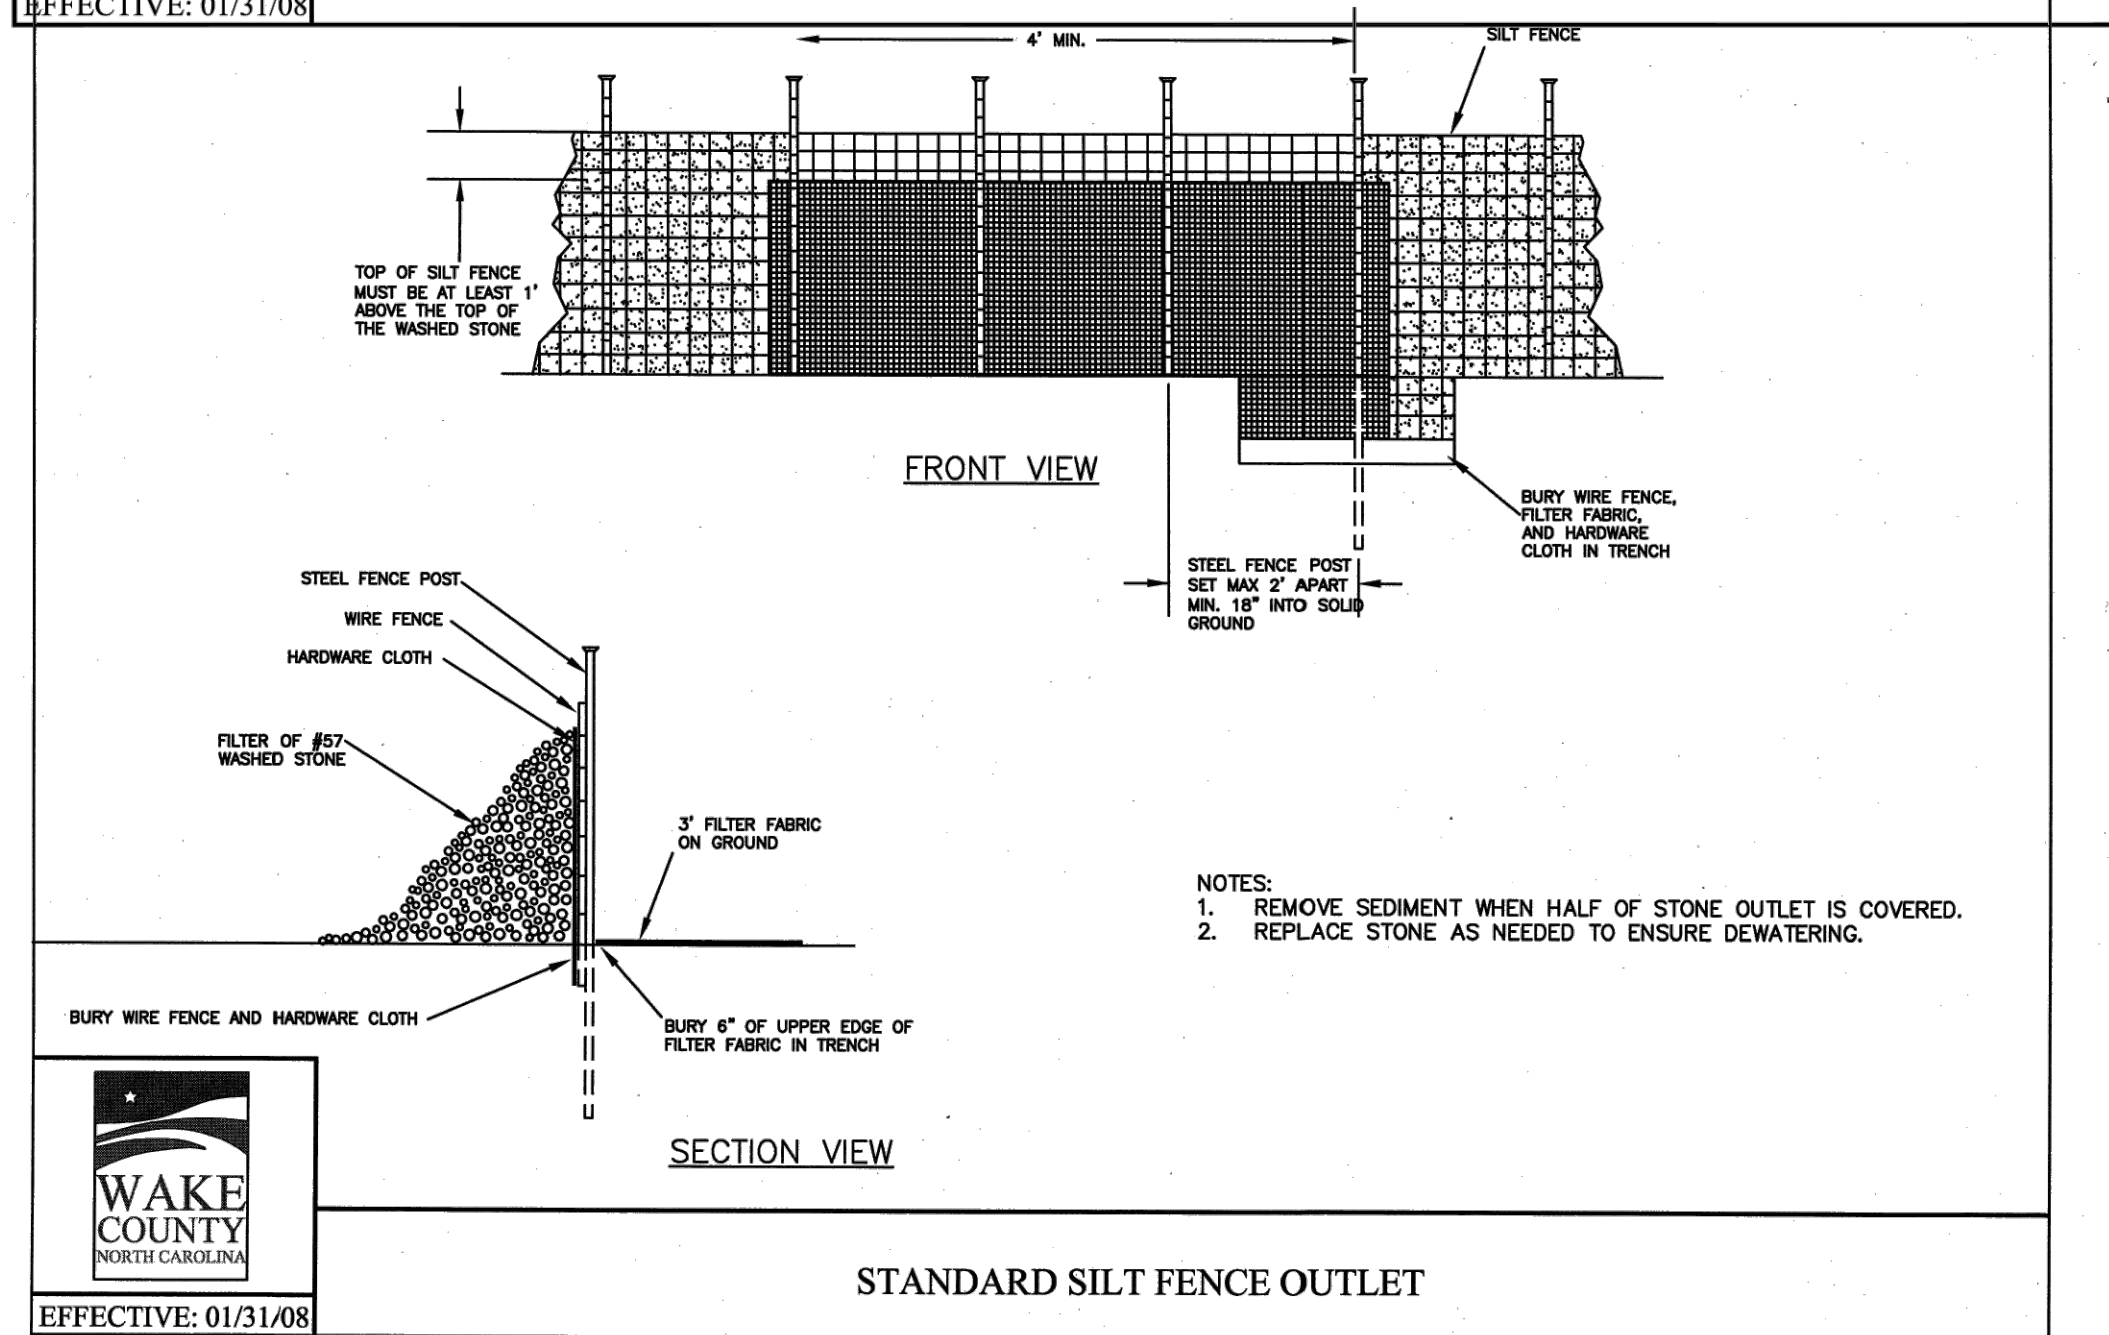 EFFECTIVE: 01/31/08
4' MIN.
SILT FENCE
TOP OF SILT FENCE
MUST BE AT LEAST 1'
ABOVE THE TOP OF
THE WASHED STONE
FRONT VIEW
BURY WIRE FENCE,
FILTER FABRIC,
AND HARDWARE
CLOTH IN TRENCH
STEEL FENCE POST
SET MAX 2' APART
MIN. 18" INTO SOLID
GROUND
STEEL FENCE POST
WIRE FENCE
HARDWARE CLOTH
FILTER OF #57
WASHED STONE
3' FILTER FABRIC
ON GROUND
NOTES:
1. REMOVE SEDIMENT WHEN HALF OF STONE OUTLET IS COVERED.
2. REPLACE STONE AS NEEDED TO ENSURE DEWATERING.
BURY WIRE FENCE AND HARDWARE CLOTH
BURY 6" OF UPPER EDGE OF
FILTER FABRIC IN TRENCH
SECTION VIEW
WAKE
COUNTY
NORTH CAROLINA
STANDARD SILT FENCE OUTLET
EFFECTIVE: 01/31/08